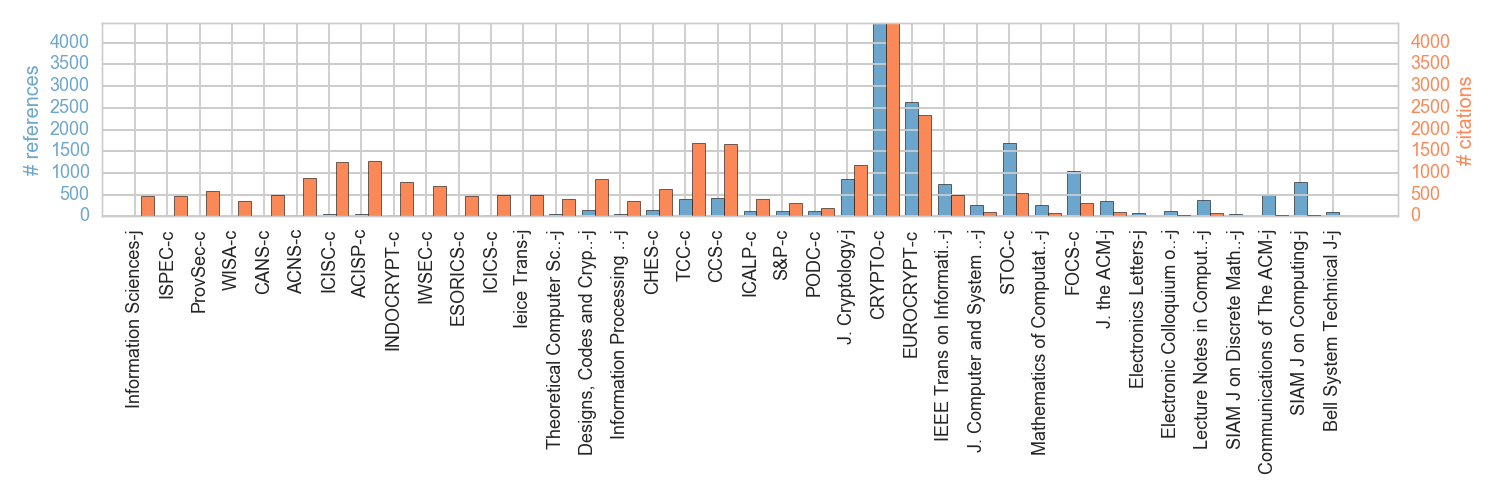 # references
4000
3500
3000
2500
2000
1500
1000
500
0
4000
3500
3000
2500
2000
1500
1000
500
0
# citations
Information Sciences-j
ISPEC-c
ProvSec-c
WISA-c
CANS-c
ACNS-c
ICISC-c
ACISP-c
INDOCRYPT-c
IWSEC-c
ESORICS-c
ICICS-c
Ieice Trans-j
Theoretical Computer Sc..-j
Designs, Codes and Cryp..-j
Information Processing ..-j
CHES-c
TCC-c
CCS-c
ICALP-c
S&P-c
PODC-c
J. Cryptology-j
CRYPTO-c
EUROCRYPT-c
IEEE Trans on Informati..-j
J. Computer and System ..-j
STOC-c
Mathematics of Computat..-j
FOCS-c
J. the ACM-j
Electronics Letters-j
Electronic Colloquium o..-j
Lecture Notes in Comput..-j
SIAM J on Discrete Math..-j
Communications of The ACM-j
SIAM J on Computing-j
Bell System Technical J-j